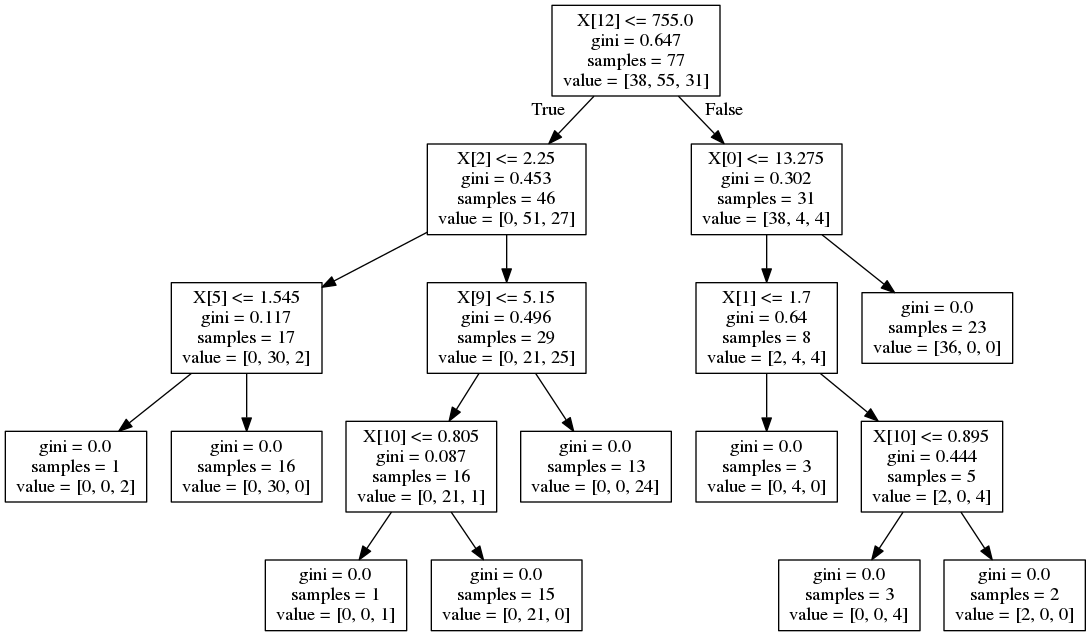 X[12] <= 755.0
gini = 0.647
samples = 77
value = [38, 55, 31]
True
False
X[2] <= 2.25
gini = 0.453
samples = 46
value = [0, 51, 27]
X[0] <= 13.275
gini = 0.302
samples = 31
value = [38, 4, 4]
X[5] <= 1.545
gini = 0.117
samples = 17
value = [0, 30, 2]
X[9] <= 5.15
gini = 0.496
samples = 29
value = [0, 21, 25]
X[1] <= 1.7
gini = 0.64
samples = 8
value = [2, 4, 4]
gini = 0.0
samples = 23
value = [36, 0, 0]
gini = 0.0
samples = 1
value = [0, 0, 2]
gini = 0.0
samples = 16
value = [0, 30, 0]
X[10] <= 0.805
gini = 0.087
samples = 16
value = [0, 21, 1]
gini = 0.0
samples = 13
value = [0, 0, 24]
gini = 0.0
samples = 3
value = [0, 4, 0]
X[10] <= 0.895
gini = 0.444
samples = 5
value = [2, 0, 4]
gini = 0.0
samples = 1
value = [0, 0, 1]
gini = 0.0
samples = 15
value = [0, 21, 0]
gini = 0.0
samples = 3
value = [0, 0, 4]
gini = 0.0
samples = 2
value = [2, 0, 0]